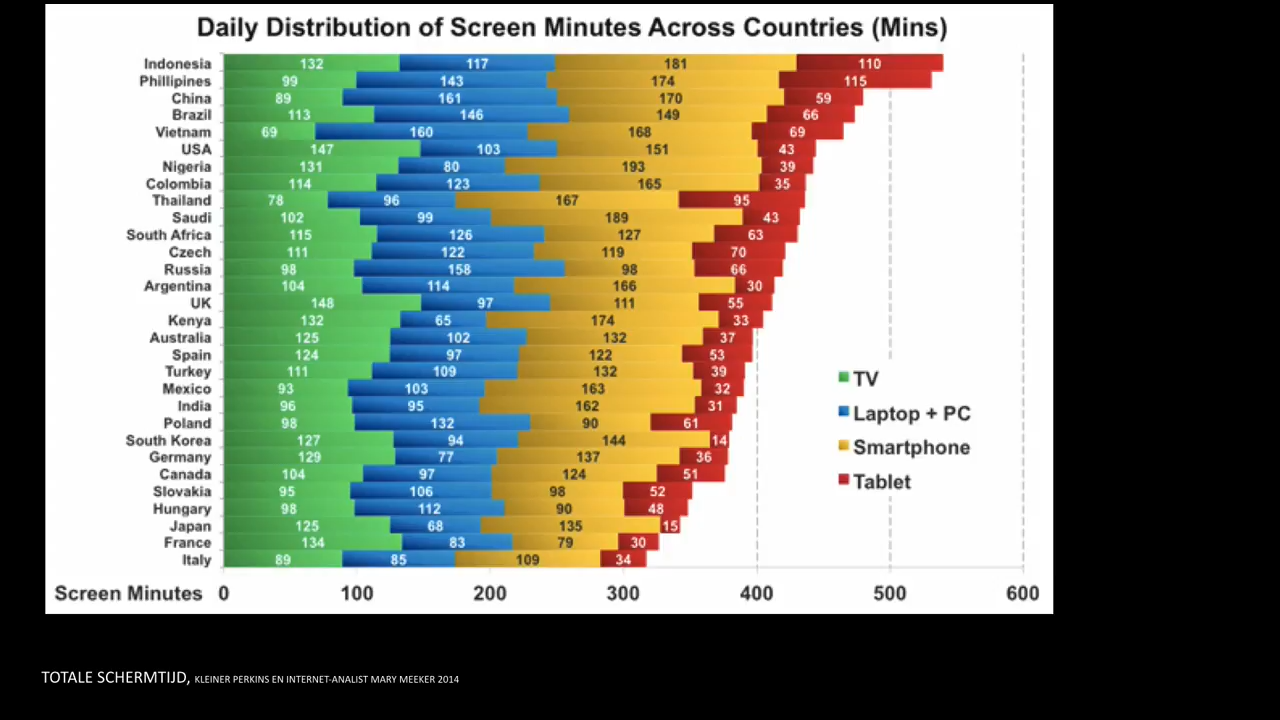 Daily Distribution of Screen Minutes Across Countries (Mins)
Indonesia 132 117 181 110
Phillipines 99 143 174 115
China 89 161 170 59
Brazil 113 146 149 66
Vietnam 69 160 168 69
USA 147 103 151 43
Nigeria 131 80 193 39
Colombia 114 123 165 35
Thailand 78 96 167 95
Saudi 102 99 189 43
South Africa 115 126 127 63
Czech 111 122 119 70
Russia 98 158 98 66
Argentina 104 114 166 30
UK 148 97 111 55
Kenya 132 65 174 33
Australia 125 102 132 37
Spain 124 97 122 53
Turkey 111 109 132 39
Mexico 93 103 163 32
India 96 95 162 31
Poland 98 132 90 61
South Korea 127 94 144 14
Germany 129 77 137 36
Canada 104 97 124 51
Slovakia 95 106 98 52
Hungary 98 112 90 48
Japan 125 68 135 15
France 134 83 79 30
Italy 89 85 109 34
TV
Laptop + PC
Smartphone
Tablet
Screen Minutes 0 100 200 300 400 500 600
TOTALE SCHERMTIJD, KLEINER PERKINS EN INTERNET-ANALIST MARY MEEKER 2014